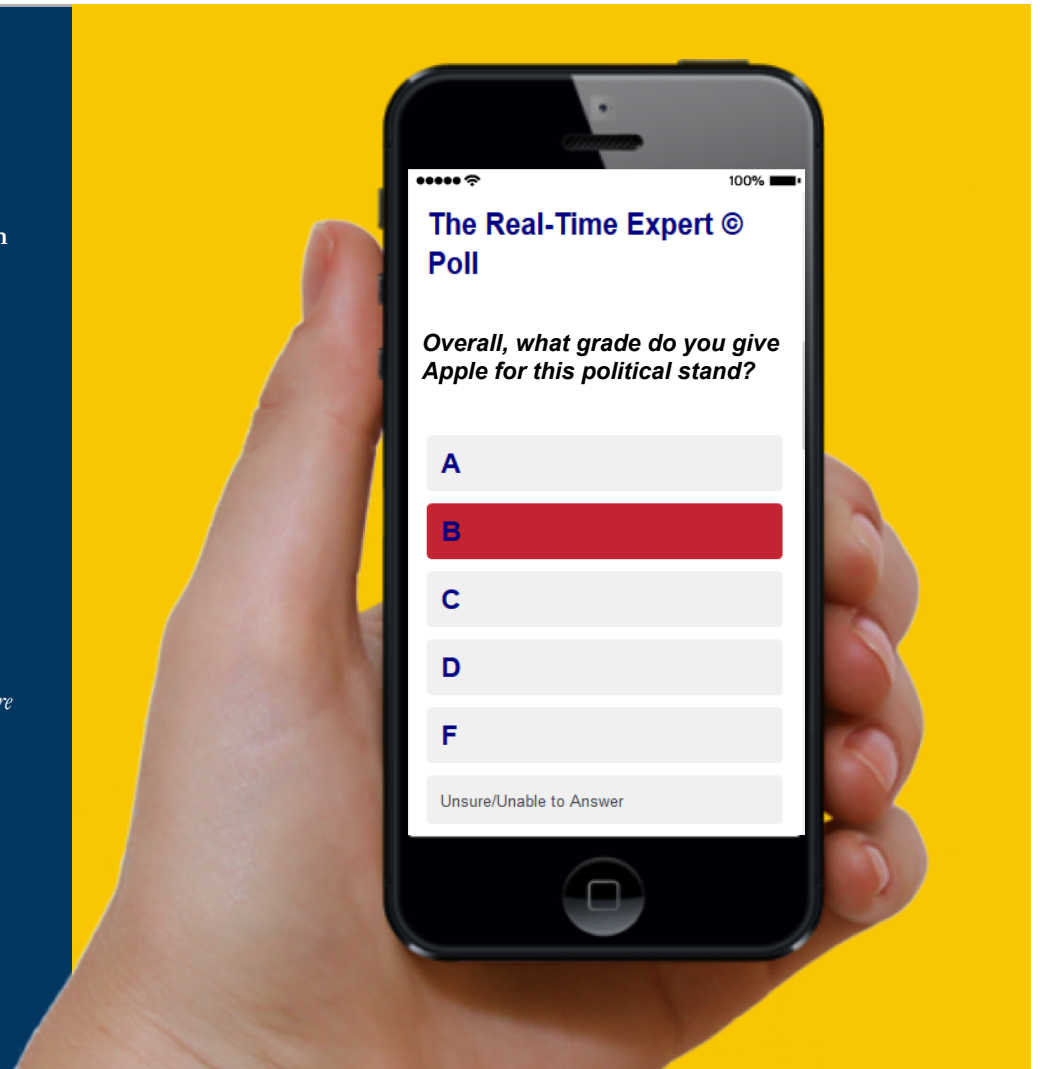 100%
The Real-Time Expert ©
Poll
Overall, what grade do you give
Apple for this political stand?
A
B
C
D
F
Unsure/Unable to Answer